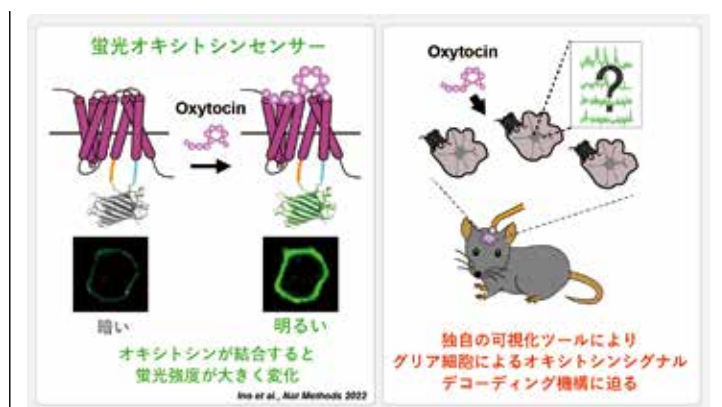 蛍光オキシトシンセンサー
Oxytocin
暗い
明るい
オキシトシンが結合すると
蛍光強度が大きく変化
Ino et al., Nat Methods 2022
Oxytocin
?
独自の可視化ツールにより
グリア細胞によるオキシトシンシグナル
デコーディング機構に迫る